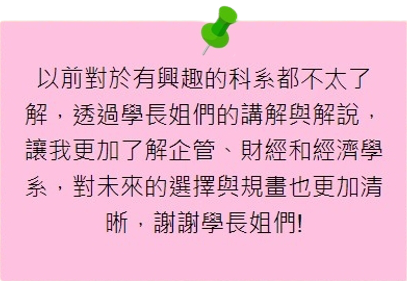 以前對於有興趣的科系都不太了
解，透過學長姐們的講解與解說，
讓我更加了解企管、財經和經濟學
系，對未來的選擇與規畫也更加清
晰，謝謝學長姐們!